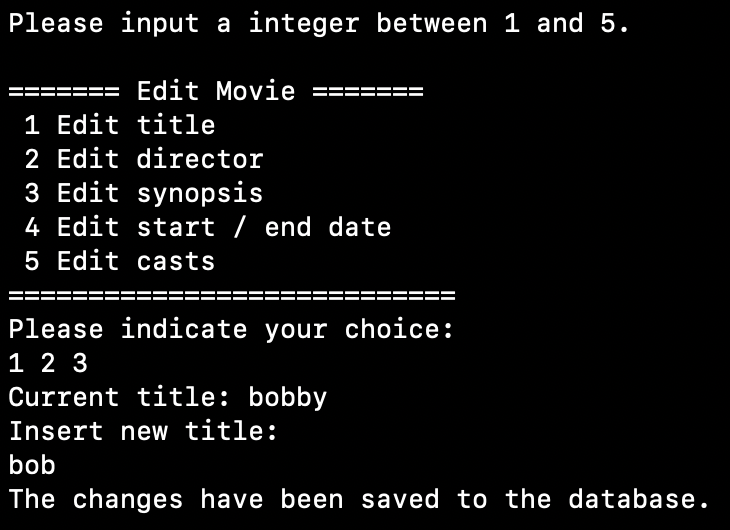 Please input a integer between 1 and 5.
======= Edit Movie =======
1 Edit title
2 Edit director
3 Edit synopsis
4 Edit start / end date
5 Edit casts
============================
Please indicate your choice:
1 2 3
Current title: bobby
Insert new title:
bob
The changes have been saved to the database.